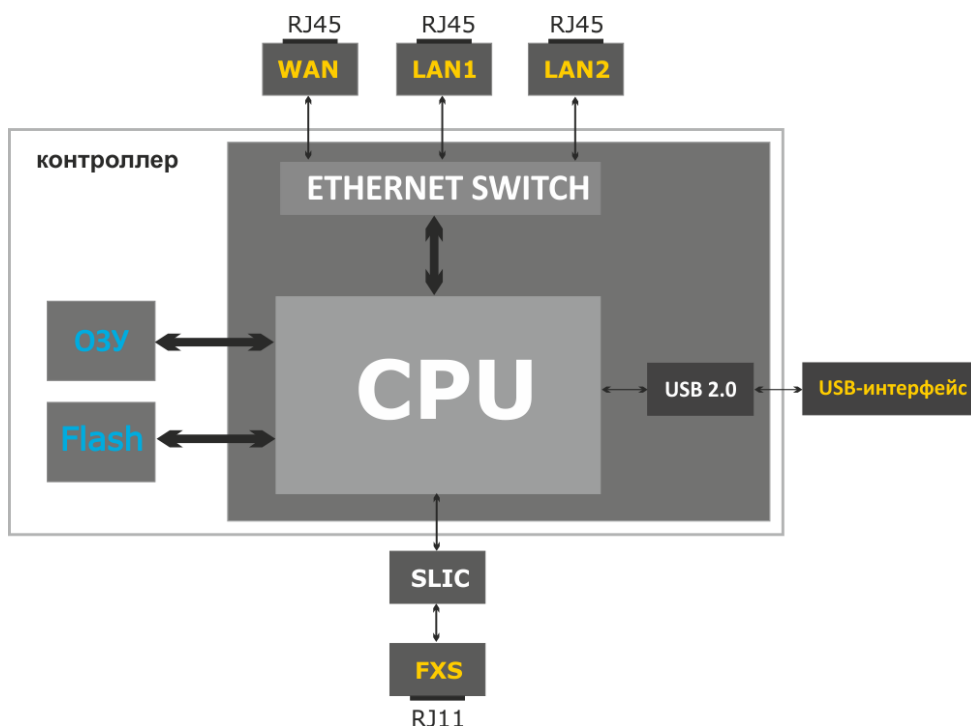 RJ45
RJ45
RJ45
WAN
LAN1
LAN2
контроллер
ETHERNET SWITCH
ОЗУ
CPU
USB 2.0
USB-интерфейс
Flash
SLIC
FXS
RJ11